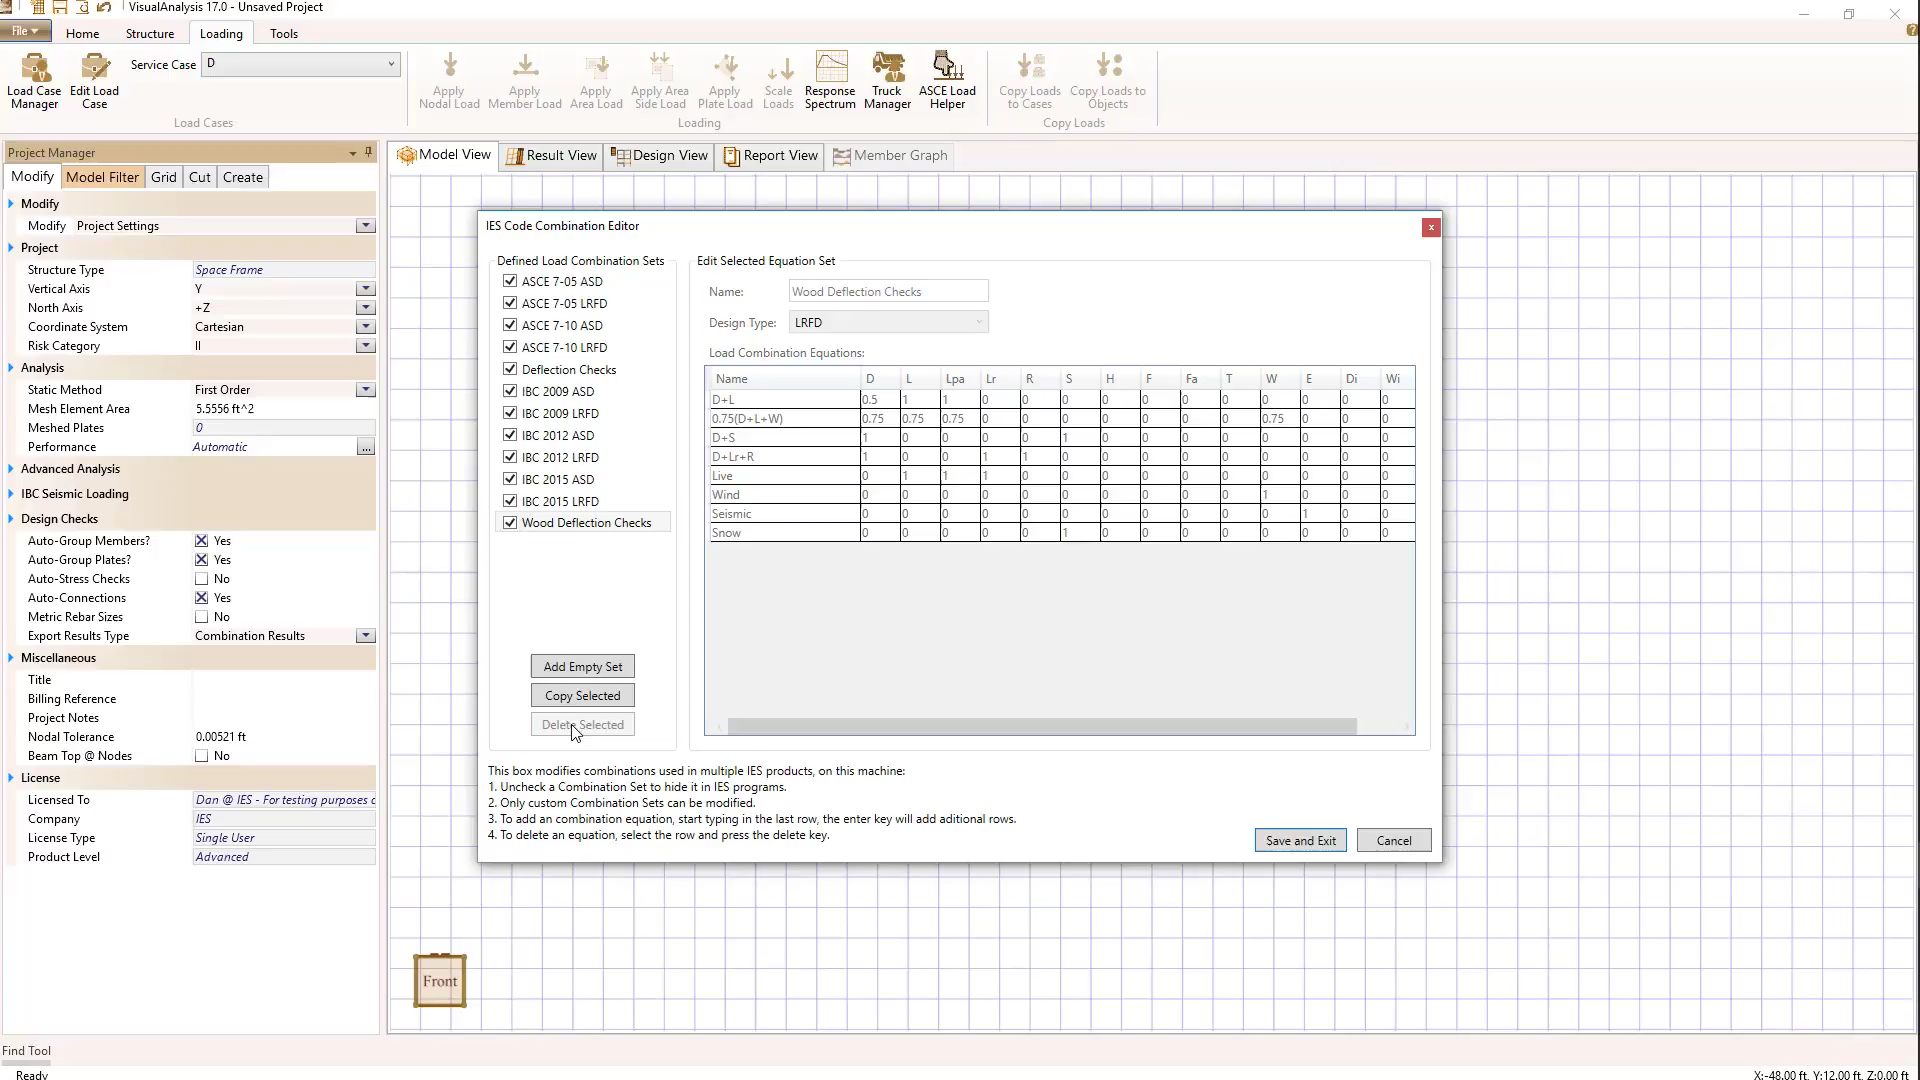 VisualAnalysis 17.0 - Unsaved Project
File
Home
Structure
Loading
Tools
Load Case
Manager
Edit Load
Case
Service Case
D
Load Cases
Apply
Nodal Load
Apply
Member Load
Apply
Area Load
Apply Area
Side Load
Apply
Plate Load
Scale
Loads
Response
Spectrum
Truck
Manager
ASCE Load
Helper
Loading
Copy Loads
to Cases
Copy Loads to
Objects
Copy Loads
Project Manager
Modify
Model Filter
Grid
Cut
Create
Modify
Modify Project Settings
Project
Structure Type Space Frame
Vertical Axis Y
North Axis +Z
Coordinate System Cartesian
Risk Category II
Analysis
Static Method First Order
Mesh Element Area 5.5556 ft^2
Meshed Plates 0
Performance Automatic ...
Advanced Analysis
IBC Seismic Loading
Design Checks
Auto-Group Members? Yes
Auto-Group Plates? Yes
Auto-Stress Checks No
Auto-Connections Yes
Metric Rebar Sizes No
Export Results Type Combination Results
Miscellaneous
Title
Billing Reference
Project Notes
Nodal Tolerance 0.00521 ft
Beam Top @ Nodes No
License
Licensed To Dan @ IES - For testing purposes c
Company IES
License Type Single User
Product Level Advanced
Find Tool
Ready
Model View
Result View
Design View
Report View
Member Graph
IES Code Combination Editor
x
Defined Load Combination Sets
ASCE 7-05 ASD
ASCE 7-05 LRFD
ASCE 7-10 ASD
ASCE 7-10 LRFD
Deflection Checks
IBC 2009 ASD
IBC 2009 LRFD
IBC 2012 ASD
IBC 2012 LRFD
IBC 2015 ASD
IBC 2015 LRFD
Wood Deflection Checks
Add Empty Set
Copy Selected
Delete Selected
Edit Selected Equation Set
Name: Wood Deflection Checks
Design Type: LRFD
Load Combination Equations:
Name D L Lpa Lr R S H F Fa T W E Di Wi
D+L 0.5 1 1 0 0 0 0 0 0 0 0 0 0 0
0.75(D+L+W) 0.75 0.75 0.75 0 0 0 0 0 0 0 0.75 0 0 0
D+S 1 0 0 0 0 1 0 0 0 0 0 0 0 0
D+Lr+R 1 0 0 1 1 0 0 0 0 0 0 0 0 0
Live 0 1 1 1 0 0 0 0 0 0 0 0 0 0
Wind 0 0 0 0 0 0 0 0 0 0 1 0 0 0
Seismic 0 0 0 0 0 0 0 0 0 0 0 1 0 0
Snow 0 0 0 0 0 1 0 0 0 0 0 0 0 0
This box modifies combinations used in multiple IES products, on this machine:
1. Uncheck a Combination Set to hide it in IES programs.
2. Only custom Combination Sets can be modified.
3. To add an combination equation, start typing in the last row, the enter key will add aditional rows.
4. To delete an equation, select the row and press the delete key.
Save and Exit
Cancel
Front
X:-48.00 ft, Y:12.00 ft, Z:0.00 ft